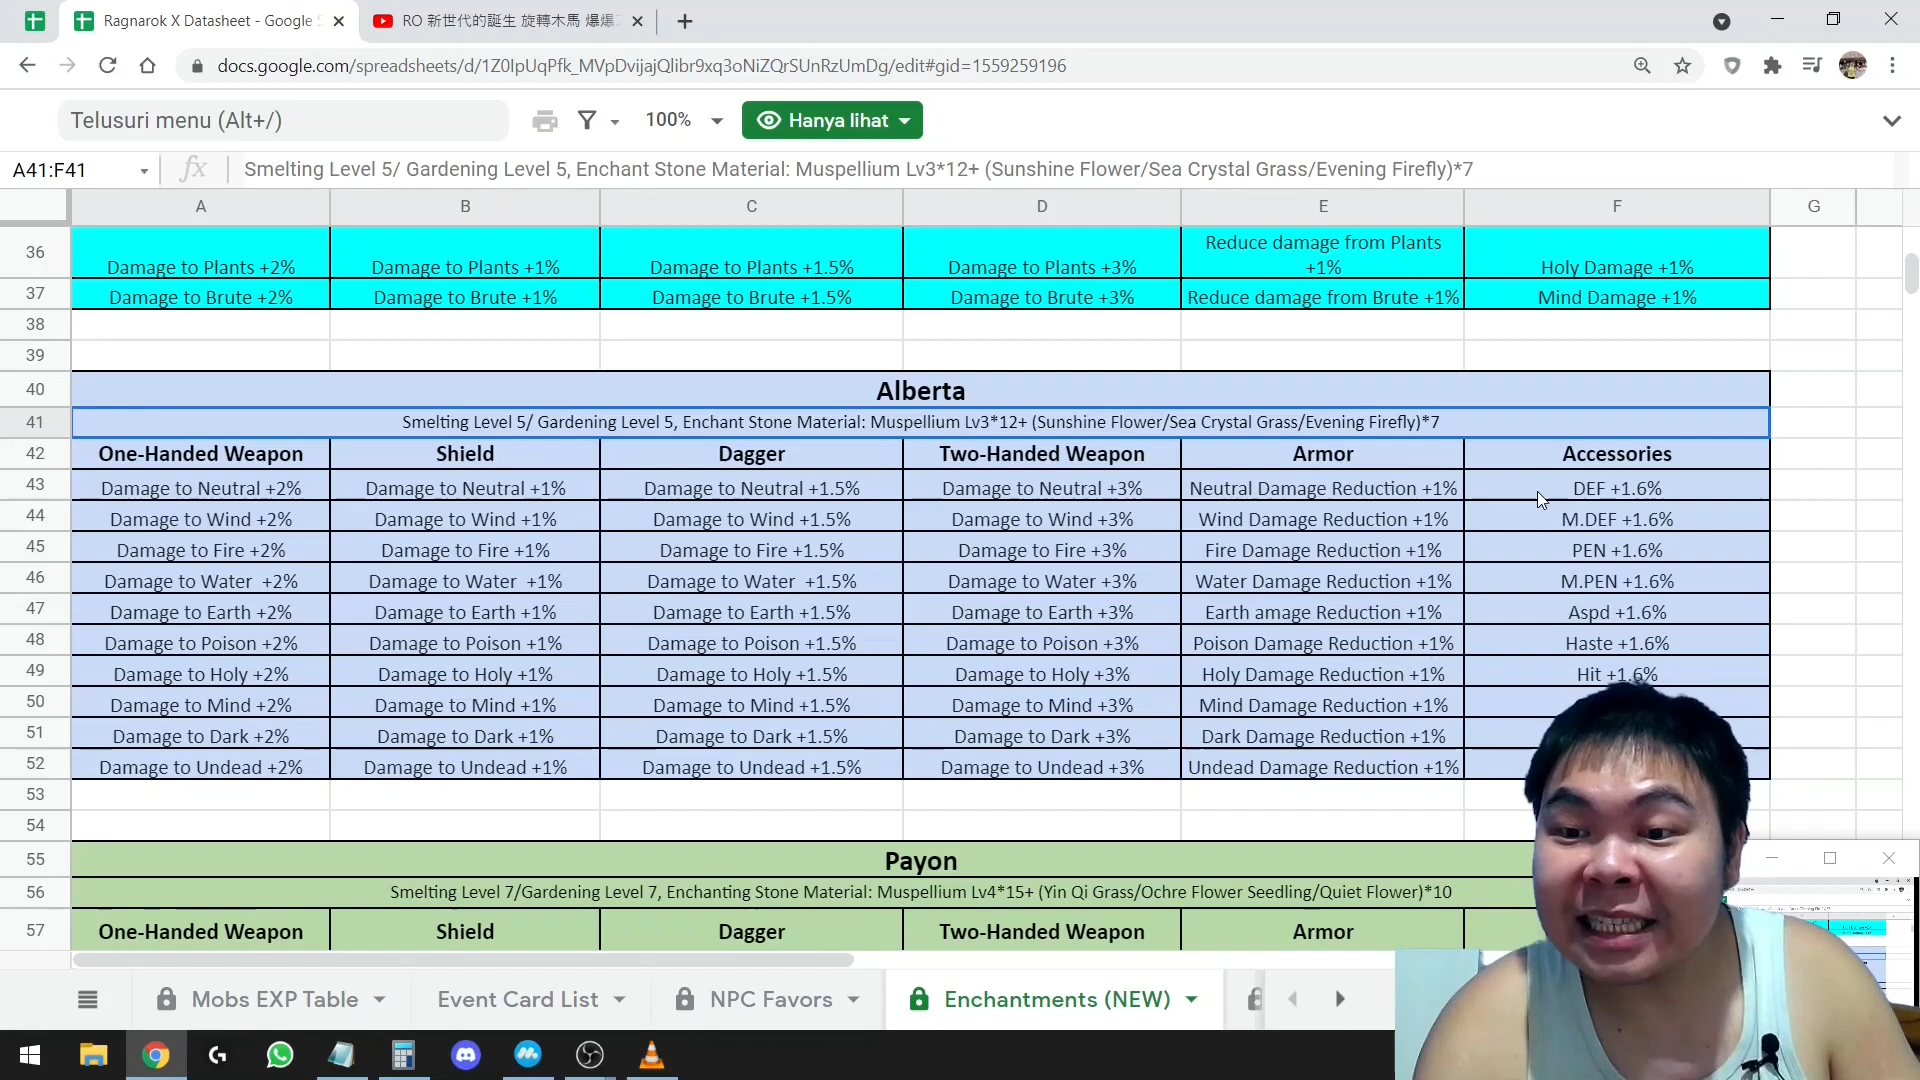 Ragnarok X Datasheet - Google S
RO 新世代的誕生 旋轉木馬 爆爆
docs.google.com/spreadsheets/d/1Z0IpUqPfk_MVpDvijajQlibr9xq3oNiZQrSUnRzUmDg/edit#gid=1559259196
Telusuri menu (Alt+/)
100%
Hanya lihat
A41:F41
fx
Smelting Level 5/ Gardening Level 5, Enchant Stone Material: Muspellium Lv3*12+ (Sunshine Flower/Sea Crystal Grass/Evening Firefly)*7
A B C D E F G
36 Damage to Plants +2% Damage to Plants +1% Damage to Plants +1.5% Damage to Plants +3% Reduce damage from Plants +1% Holy Damage +1%
37 Damage to Brute +2% Damage to Brute +1% Damage to Brute +1.5% Damage to Brute +3% Reduce damage from Brute +1% Mind Damage +1%
38
39
40 Alberta
41 Smelting Level 5/ Gardening Level 5, Enchant Stone Material: Muspellium Lv3*12+ (Sunshine Flower/Sea Crystal Grass/Evening Firefly)*7
42 One-Handed Weapon Shield Dagger Two-Handed Weapon Armor Accessories
43 Damage to Neutral +2% Damage to Neutral +1% Damage to Neutral +1.5% Damage to Neutral +3% Neutral Damage Reduction +1% DEF +1.6%
44 Damage to Wind +2% Damage to Wind +1% Damage to Wind +1.5% Damage to Wind +3% Wind Damage Reduction +1% M.DEF +1.6%
45 Damage to Fire +2% Damage to Fire +1% Damage to Fire +1.5% Damage to Fire +3% Fire Damage Reduction +1% PEN +1.6%
46 Damage to Water +2% Damage to Water +1% Damage to Water +1.5% Damage to Water +3% Water Damage Reduction +1% M.PEN +1.6%
47 Damage to Earth +2% Damage to Earth +1% Damage to Earth +1.5% Damage to Earth +3% Earth amage Reduction +1% Aspd +1.6%
48 Damage to Poison +2% Damage to Poison +1% Damage to Poison +1.5% Damage to Poison +3% Poison Damage Reduction +1% Haste +1.6%
49 Damage to Holy +2% Damage to Holy +1% Damage to Holy +1.5% Damage to Holy +3% Holy Damage Reduction +1% Hit +1.6%
50 Damage to Mind +2% Damage to Mind +1% Damage to Mind +1.5% Damage to Mind +3% Mind Damage Reduction +1%
51 Damage to Dark +2% Damage to Dark +1% Damage to Dark +1.5% Damage to Dark +3% Dark Damage Reduction +1%
52 Damage to Undead +2% Damage to Undead +1% Damage to Undead +1.5% Damage to Undead +3% Undead Damage Reduction +1%
53
54
55 Payon
56 Smelting Level 7/Gardening Level 7, Enchanting Stone Material: Muspellium Lv4*15+ (Yin Qi Grass/Ochre Flower Seedling/Quiet Flower)*10
57 One-Handed Weapon Shield Dagger Two-Handed Weapon Armor
Mobs EXP Table Event Card List NPC Favors Enchantments (NEW)